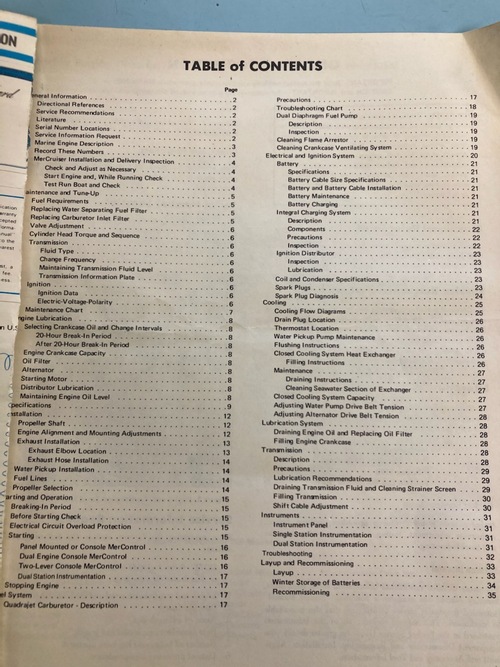 ON
TABLE of CONTENTS
Page
General Information . 2
Directional References . 2
Service Recommendations . 2
Literature . 2
Serial Number Locations . 2
Service Information Request . 2
Marine Engine Description . 3
Record These Numbers . 3
MerCruiser Installation and Delivery Inspection . 4
Check and Adjust as Necessary . 4
Start Engine and, While Running Check . 4
Test Run Boat and Check . 4
aintenance and Tune-Up . 5
Fuel Requirements . 5
Replacing Water Separating Fuel Filter . 5
Replacing Carburetor Inlet Filter . 5
Valve Adjustment . 6
Cylinder Head Torque and Sequence . 6
Transmission . 6
Fluid Type . 6
Change Frequency . 6
Maintaining Transmission Fluid Level . 6
Transmission Information Plate . 6
Ignition . 6
Ignition Data . 6
Electric-Voltage-Polarity . 6
Maintenance Chart . 7
ngine Lubrication . 8
Selecting Crankcase Oil and Change Intervals . 8
20-Hour Break-In Period . 8
After 20-Hour Break-In Period . 8
Engine Crankcase Capacity . 8
Oil Filter . 8
Alternator . 8
Starting Motor . 8
Distributor Lubrication . 8
Maintaining Engine Oil Level . 8
pecifications . 9
stallation . 12
Propeller Shaft . 12
Engine Alignment and Mounting Adjustments . 12
Exhaust Installation . 13
Exhaust Elbow Location . 13
Exhaust Hose Installation . 14
Water Pickup Installation . 14
Fuel Lines . 14
Propeller Selection . 14
arting and Operation . 15
Breaking-In Period . 15
Before Starting Check . 15
Electrical Circuit Overload Protection . 15
Starting . 15
Panel Mounted or Console MerControl . 16
Dual Engine Console MerControl . 16
Two-Lever Console MerControl . 16
Dual Station Instrumentation . 17
Stopping Engine . 17
el System . 17
Quadrajet Carburetor - Description . 17
Precautions . 17
Troubleshooting Chart . 18
Dual Diaphragm Fuel Pump . 19
Description . 19
Inspection . 19
Cleaning Flame Arrestor . 19
Cleaning Crankcase Ventilating System . 19
Electrical and Ignition System . 20
Battery . 21
Specifications . 21
Battery Cable Size Specifications . 21
Battery and Battery Cable Installation . 21
Battery Maintenance . 21
Battery Charging . 21
Integral Charging System . 21
Description . 21
Components . 22
Precautions . 22
Inspection . 22
Ignition Distributor . 23
Inspection . 23
Lubrication . 23
Coil and Condenser Specifications . 23
Spark Plugs . 23
Spark Plug Diagnosis . 24
Cooling . 25
Cooling Flow Diagrams . 25
Drain Plug Location . 26
Thermostat Location . 26
Water Pickup Pump Maintenance . 26
Flushing Instructions . 26
Closed Cooling System Heat Exchanger . 26
Filling Instructions . 26
Maintenance . 27
Draining Instructions . 27
Cleaning Seawater Section of Exchanger . 27
Closed Cooling System Capacity . 27
Adjusting Water Pump Drive Belt Tension . 27
Adjusting Alternator Drive Belt Tension . 28
Lubrication System . 28
Draining Engine Oil and Replacing Oil Filter . 28
Filling Engine Crankcase . 28
Transmission . 28
Description . 28
Precautions . 29
Lubrication Recommendations . 29
Draining Transmission Fluid and Cleaning Strainer Screen . 29
Filling Transmission . 30
Shift Cable Adjustment . 30
Instruments . 31
Instrument Panel . 31
Single Station Instrumentation . 31
Dual Station Instrumentation . 31
Troubleshooting . 32
Layup and Recommissioning . 33
Layup . 33
Winter Storage of Batteries . 34
Recommissioning . 35